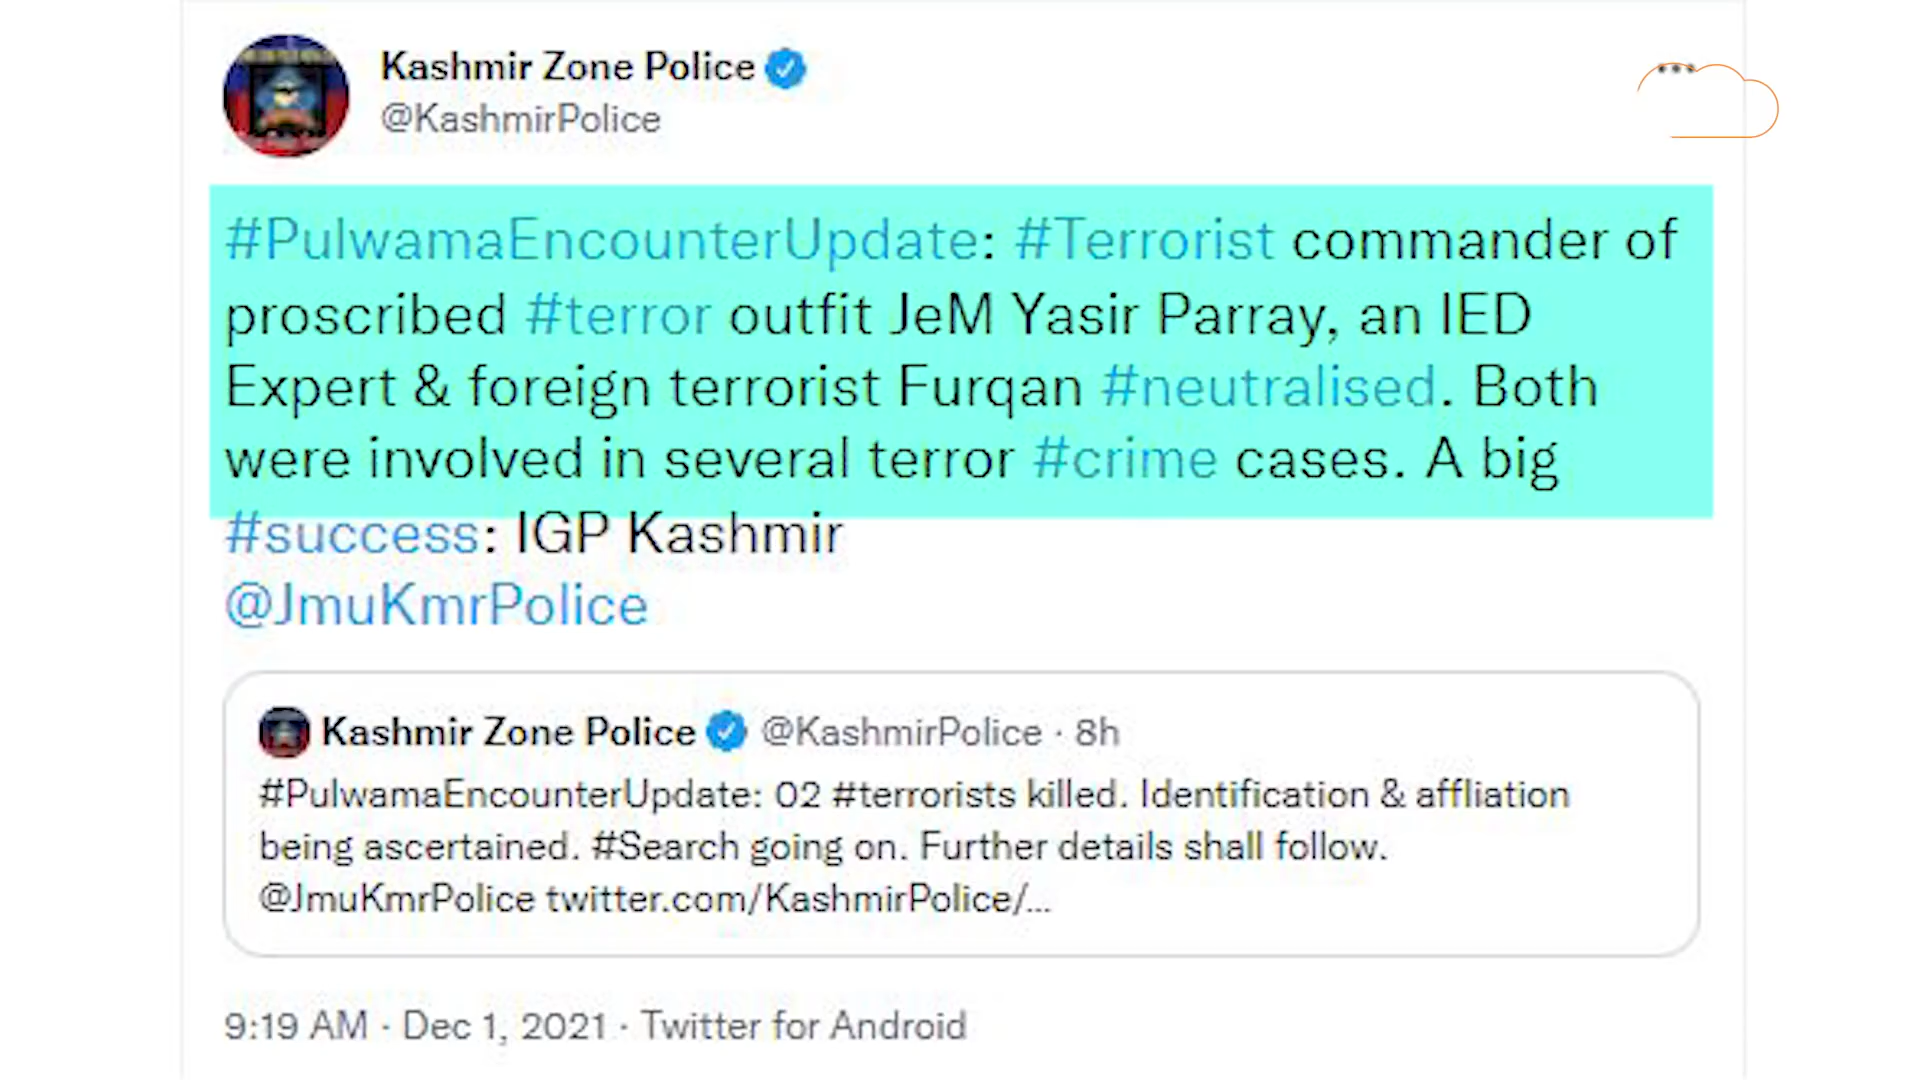 Kashmir Zone Police
@KashmirPolice
#PulwamaEncounterUpdate: #Terrorist commander of
proscribed #terror outfit JeM Yasir Parray, an IED
Expert & foreign terrorist Furqan #neutralised. Both
were involved in several terror #crime cases. A big
#success: IGP Kashmir
@JmuKmrPolice
Kashmir Zone Police @KashmirPolice · 8h
#PulwamaEncounterUpdate: 02 #terrorists killed. Identification & affliation
being ascertained. #Search going on. Further details shall follow.
@JmuKmrPolice twitter.com/KashmirPolice/...
9:19 AM · Dec 1, 2021 · Twitter for Android